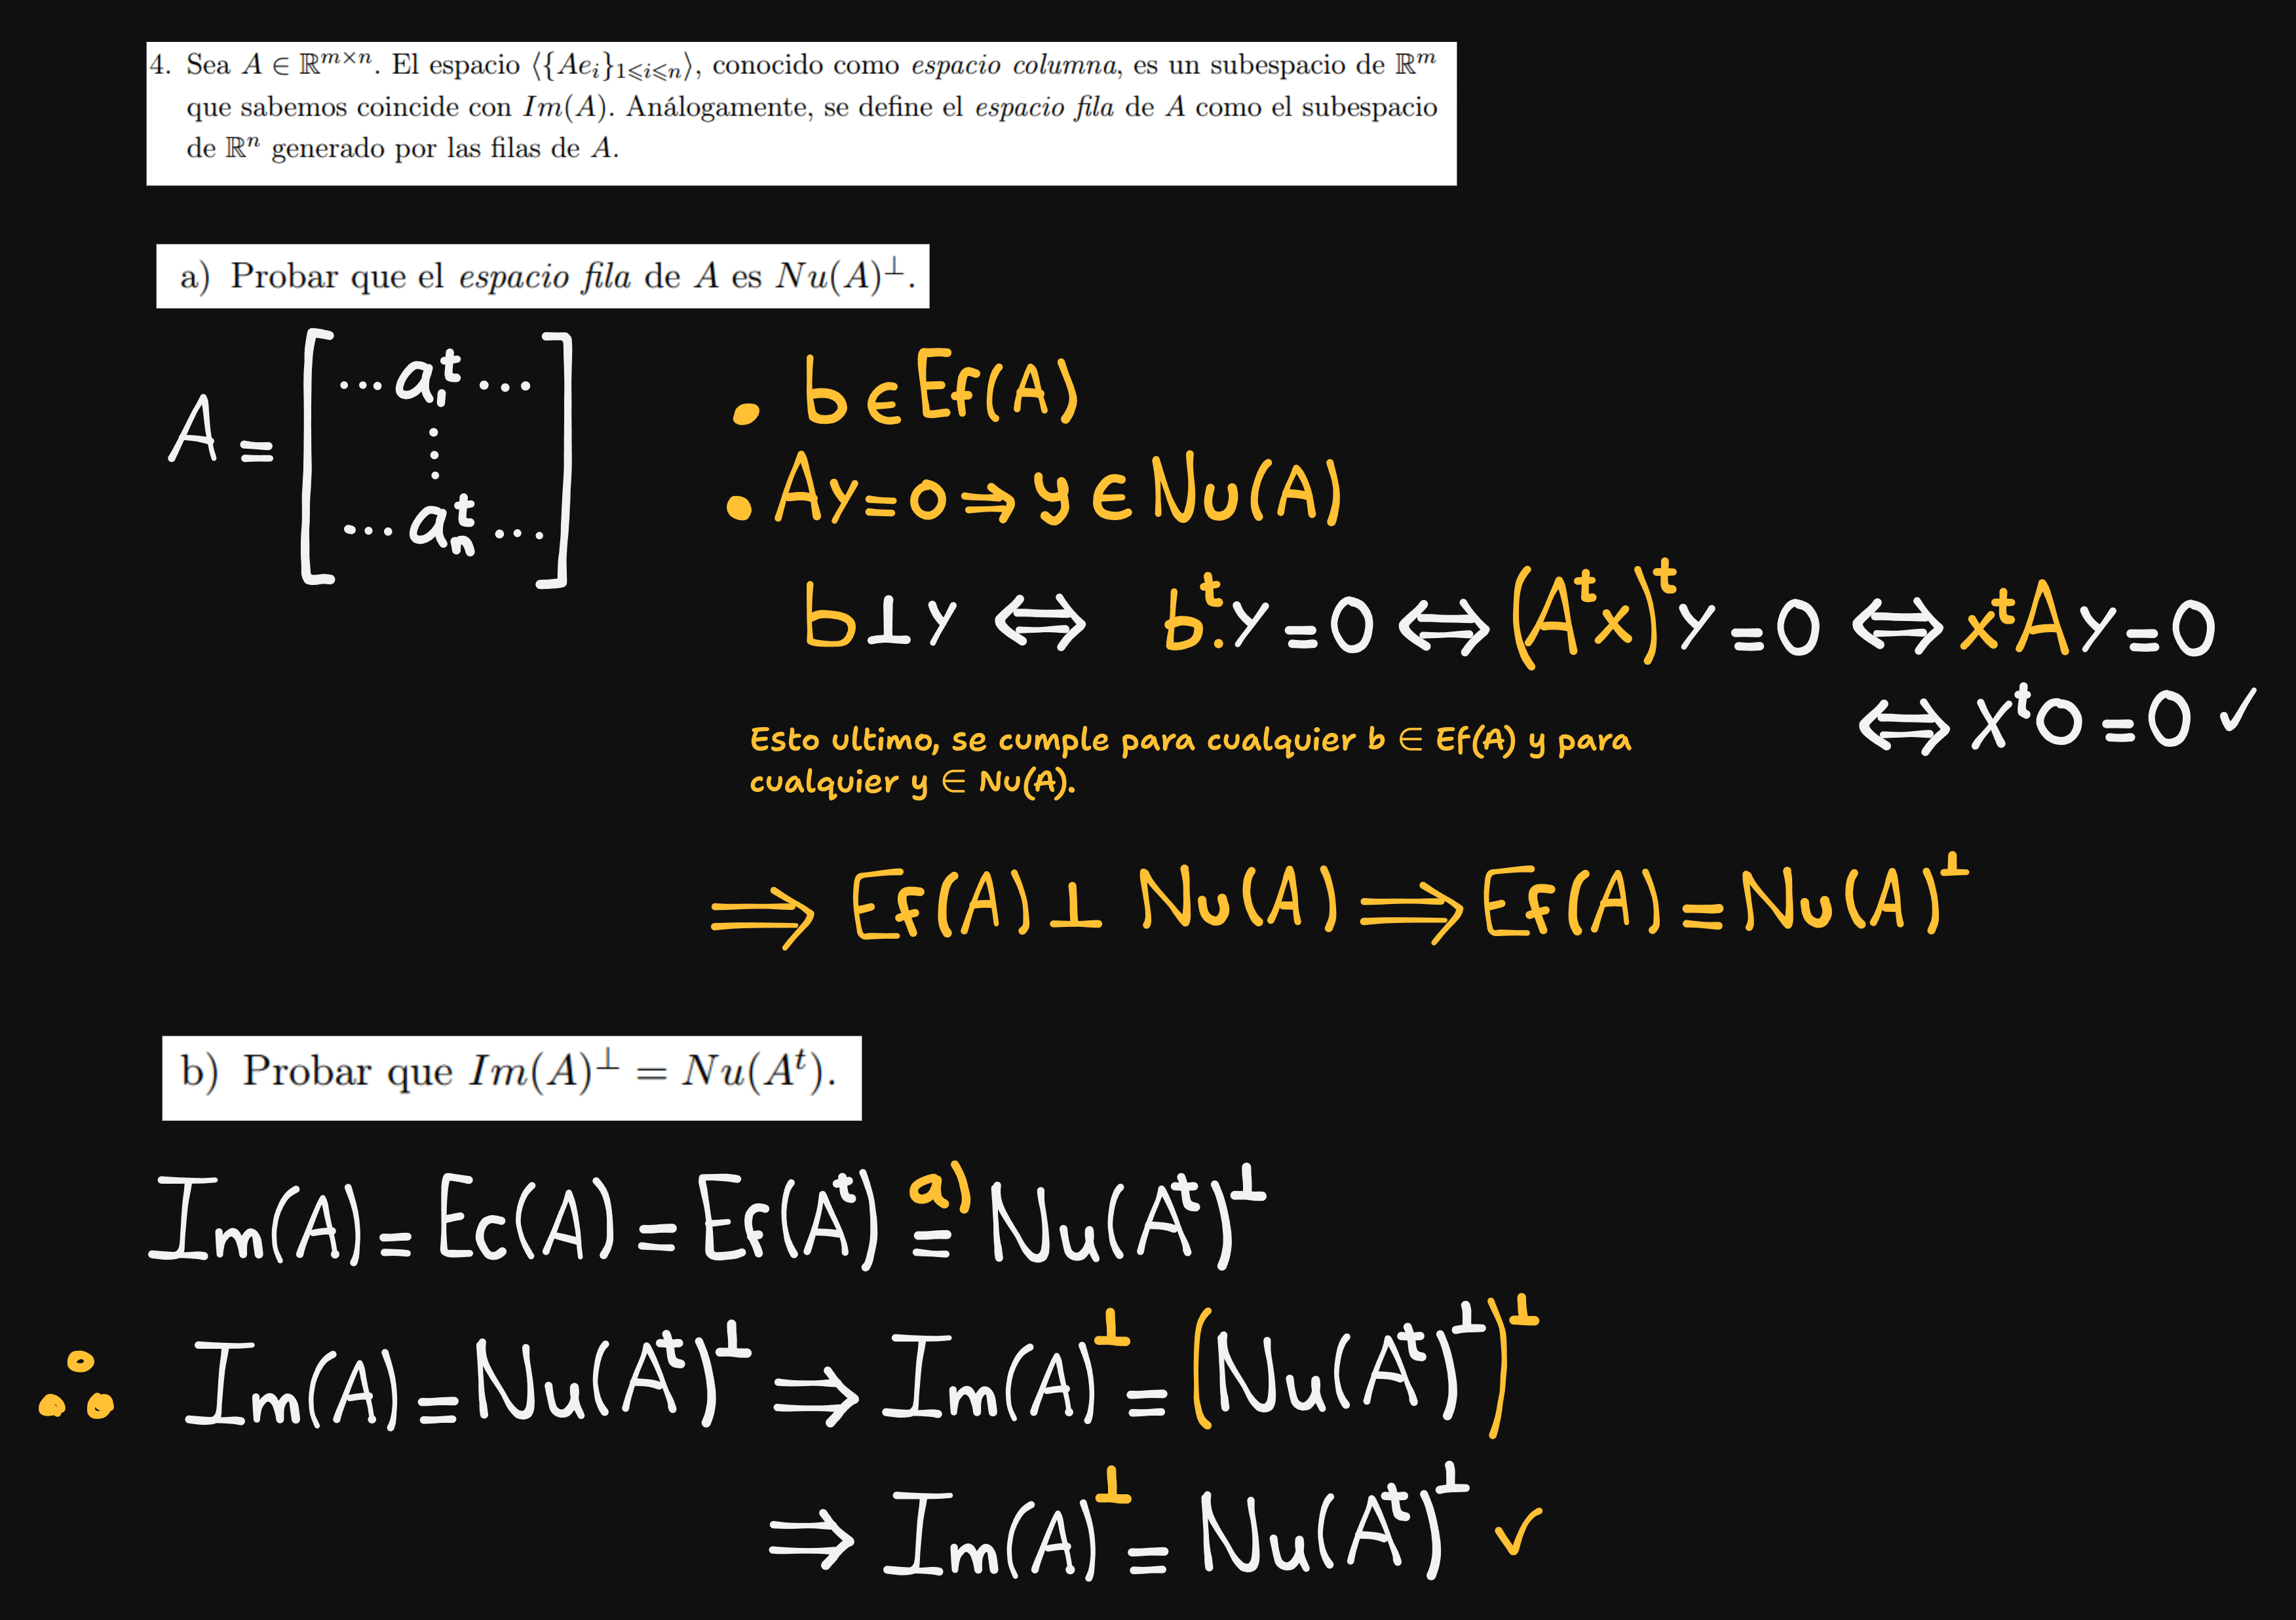 4. Sea A ∈ ℝ^{m×n}. El espacio ⟨{Ae_i}_{1⩽i⩽n}⟩, conocido como espacio columna, es un subespacio de ℝ^m
que sabemos coincide con Im(A). Análogamente, se define el espacio fila de A como el subespacio
de ℝ^n generado por las filas de A.
a) Probar que el espacio fila de A es Nu(A)^⊥.
A = [ ... a_1^t ... ⋮ ... a_n^t ... ]
• b ∈ Ef(A)
• Ay = 0 ⇒ y ∈ Nu(A)
b ⊥ y ⟺ b^t . y = 0 ⟺ (A^t x)^t y = 0 ⟺ x^t A y = 0
⟺ x^t 0 = 0 ✓
Esto ultimo, se cumple para cualquier b ∈ Ef(A) y para
cualquier y ∈ Nu(A).
⟹ Ef(A) ⊥ Nu(A) ⟹ Ef(A) = Nu(A)^⊥
b) Probar que Im(A)^⊥ = Nu(A^t).
Im(A) = Ec(A) = Ef(A^t) =^{a)} Nu(A^t)^⊥
∴ Im(A) = Nu(A^t)^⊥ ⟹ Im(A)^⊥ = (Nu(A^t)^⊥)^⊥
⟹ Im(A)^⊥ = Nu(A^t)^⊥ ✓